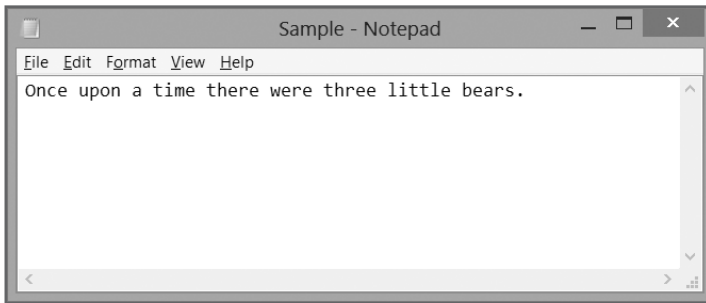 Sample - Notepad
File Edit Format View Help
Once upon a time there were three little bears.